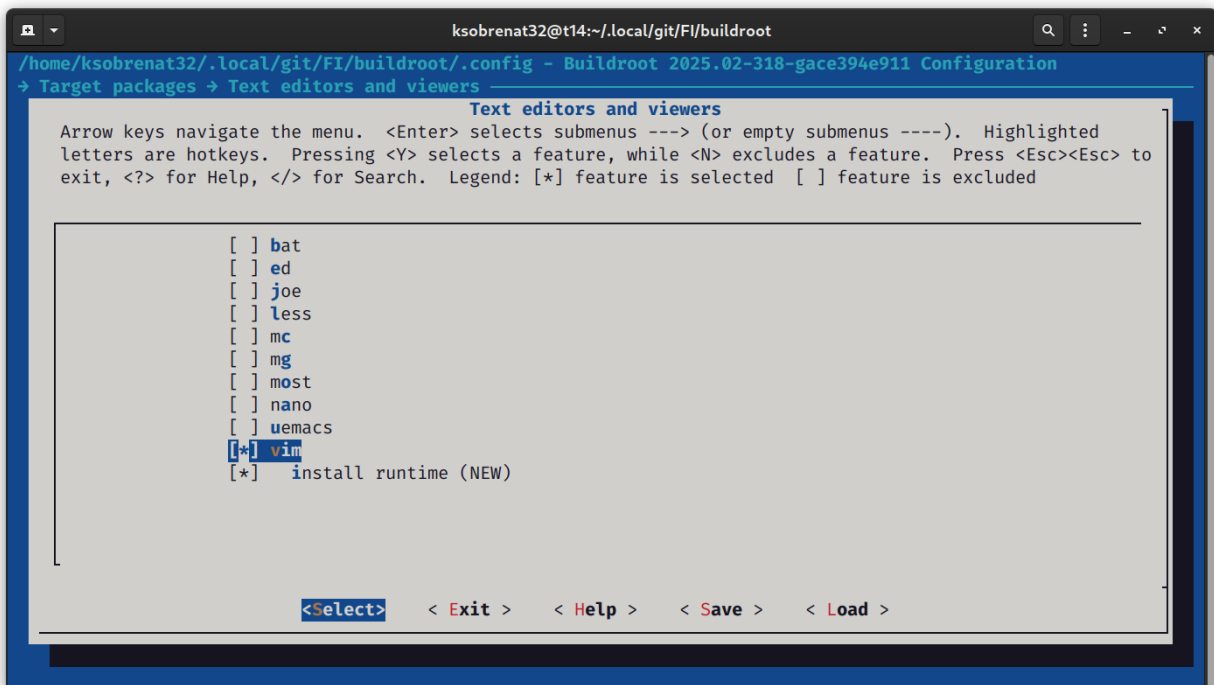 ksobrenat32@t14:~/.local/git/FI/buildroot
/home/ksobrenat32/.local/git/FI/buildroot/.config - Buildroot 2025.02-318-gace394e911 Configuration
→ Target packages → Text editors and viewers
Text editors and viewers
Arrow keys navigate the menu.  <Enter> selects submenus ---> (or empty submenus ----).  Highlighted
letters are hotkeys.  Pressing <Y> selects a feature, while <N> excludes a feature.  Press <Esc><Esc> to
exit, <?> for Help, </> for Search.  Legend: [*] feature is selected  [ ] feature is excluded
[ ] bat
[ ] ed
[ ] joe
[ ] less
[ ] mc
[ ] mg
[ ] most
[ ] nano
[ ] uemacs
[*] vim
[*]   install runtime (NEW)
<Select>    < Exit >    < Help >    < Save >    < Load >